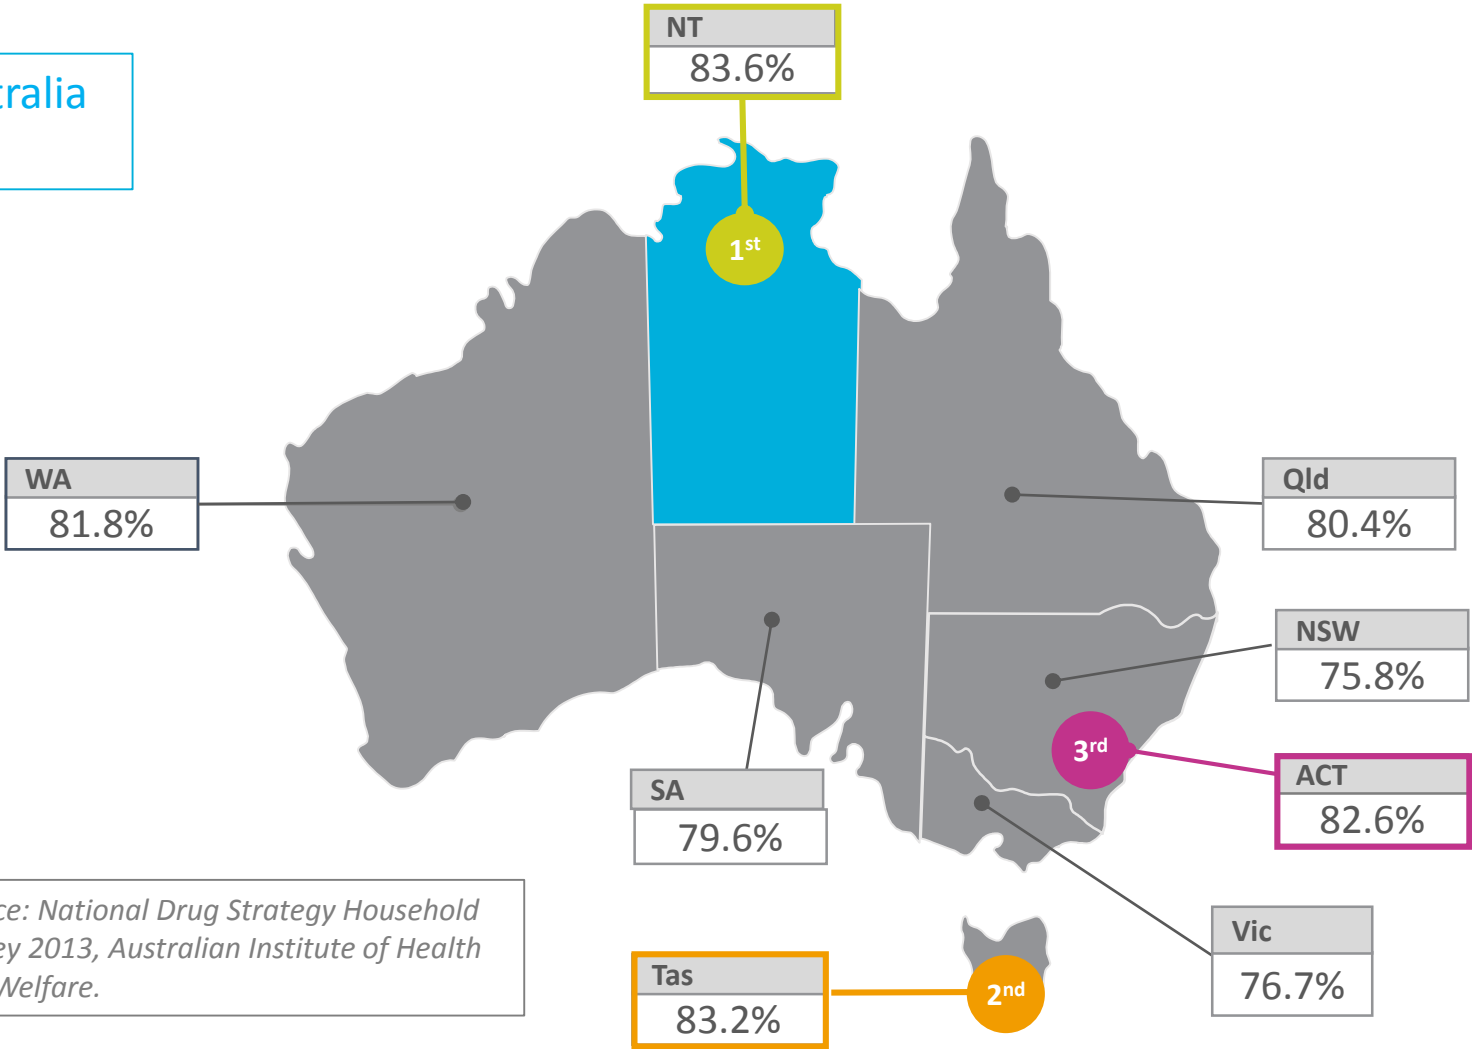 NT
83.6%
tralia
1st
WA
81.8%
Qld
80.4%
NSW
75.8%
3rd
ACT
82.6%
SA
79.6%
ce: National Drug Strategy Household
ey 2013, Australian Institute of Health
Welfare.
Vic
76.7%
Tas
83.2%
2nd